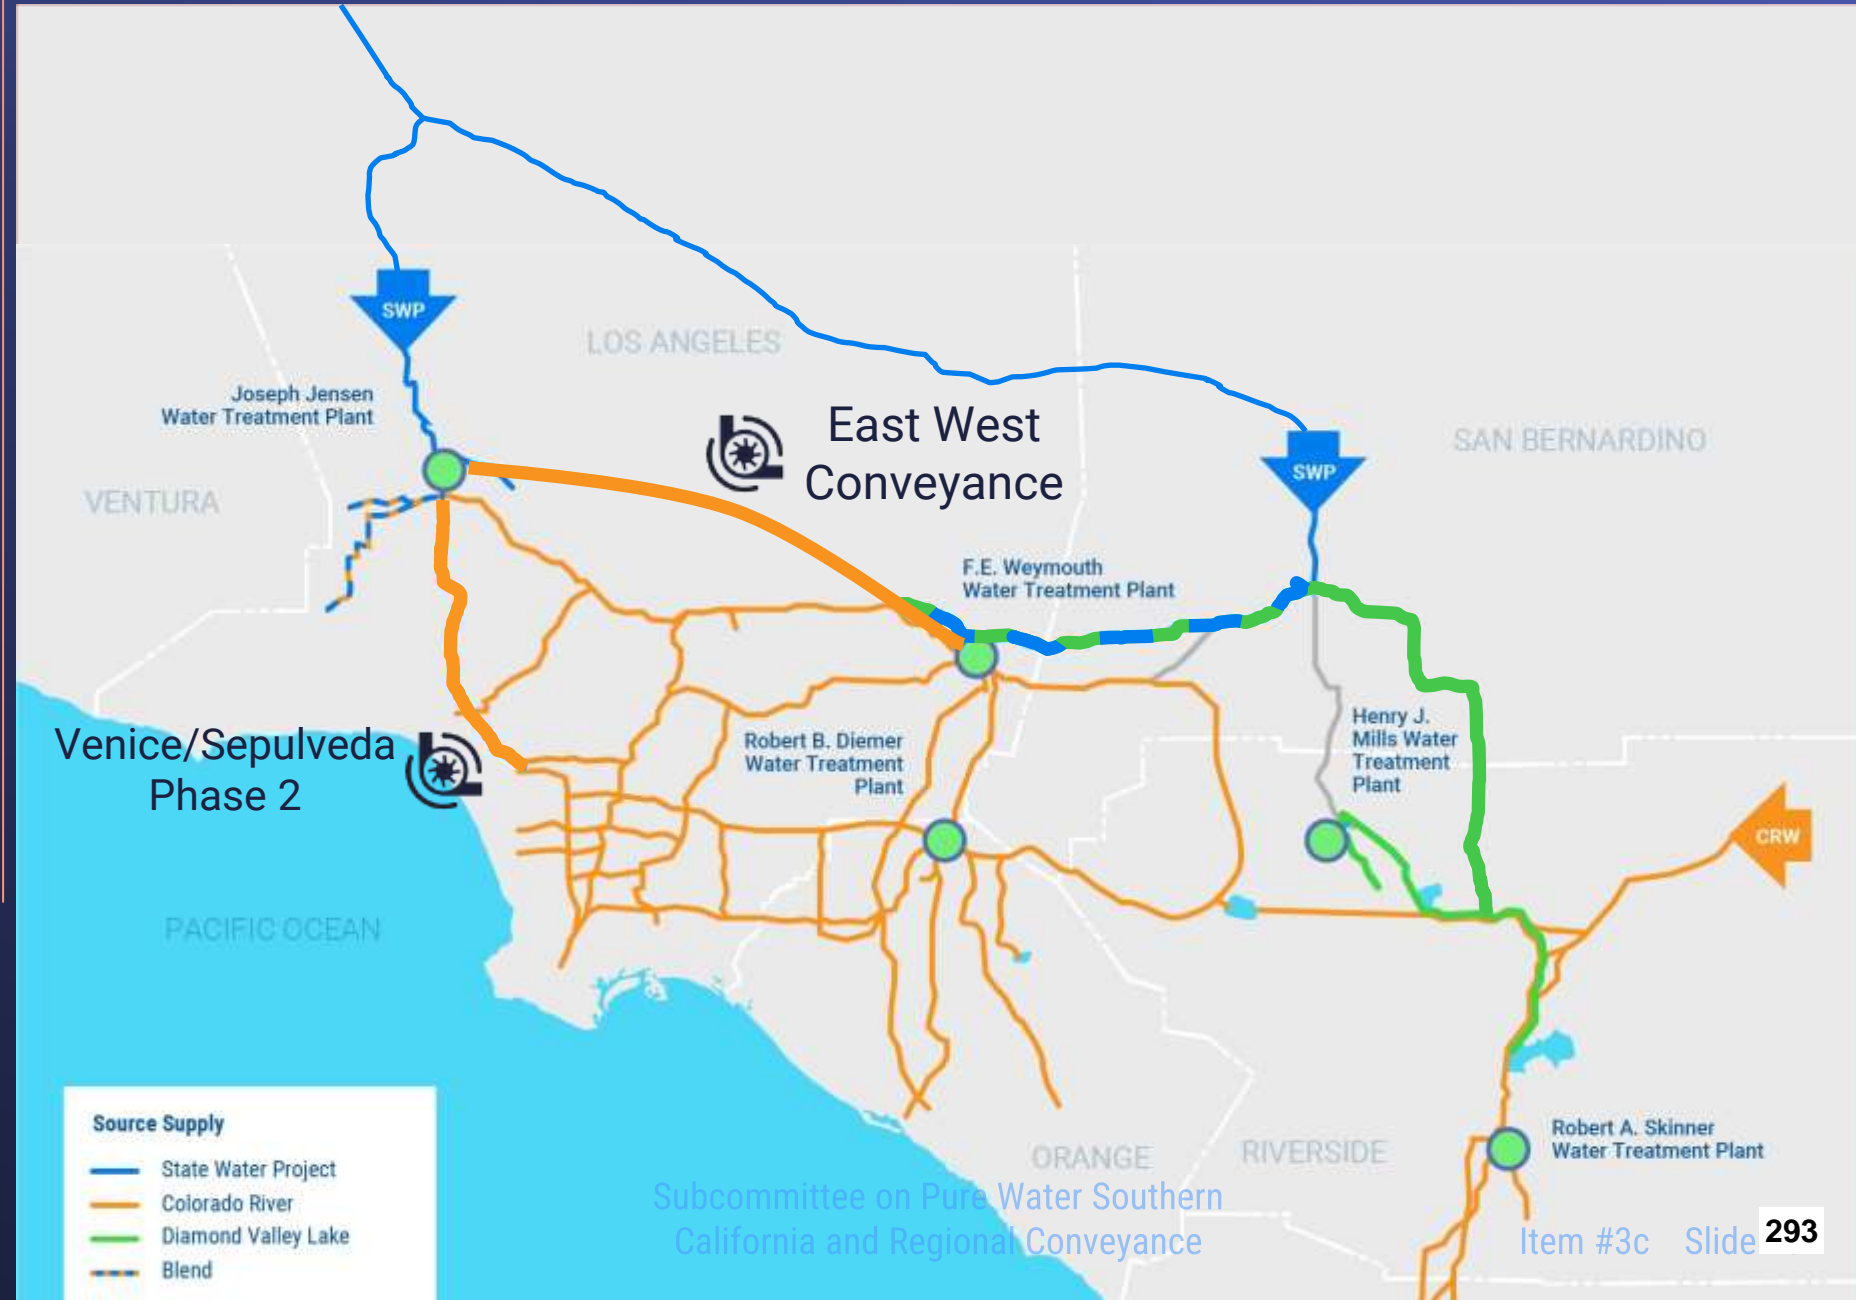 SWP
LOS ANGELES
Joseph Jensen
Water Treatment Plant
East West
Conveyance
SAN BERNARDINO
SWP
VENTURA
F.E. Weymouth
Water Treatment Plant
Venice/Sepulveda
Phase 2
Robert B. Diemer
Water Treatment
Plant
Henry J.
Mills Water
Treatment
Plant
CRW
PACIFIC OCEAN
Source Supply
State Water Project
Colorado River
Diamond Valley Lake
Blend
ORANGE
RIVERSIDE
Robert A. Skinner
Water Treatment Plant
Subcommittee on Pure Water Southern
California and Regional Conveyance
Item #3c Slide 293